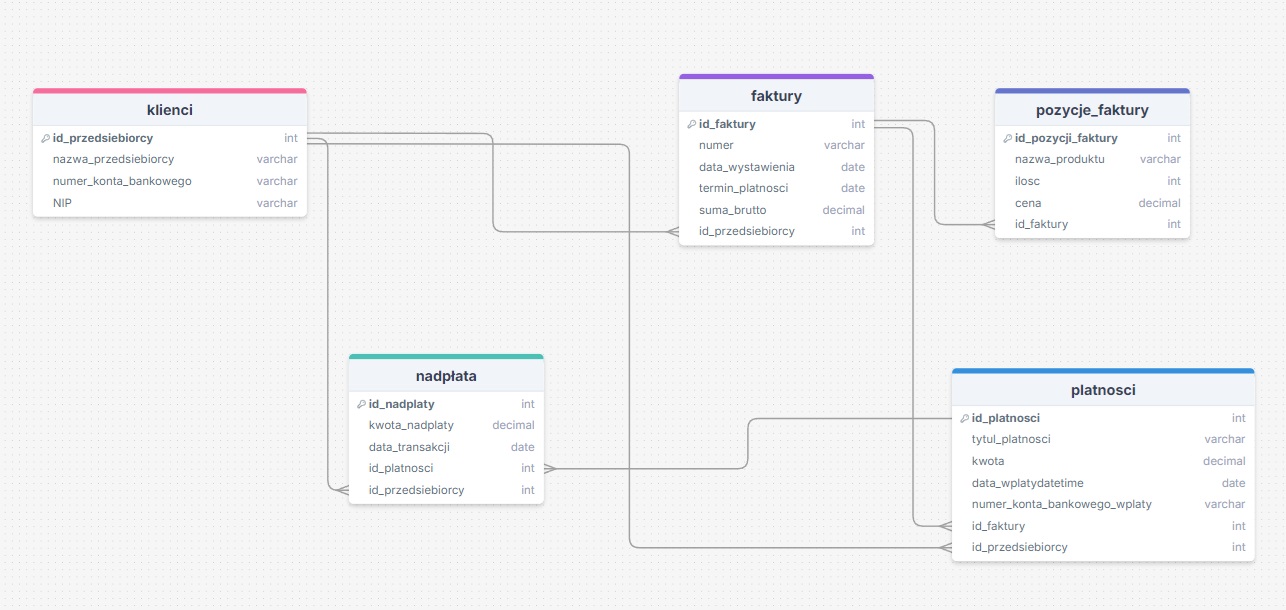 klienci
id_przedsiebiorcy int
nazwa_przedsiebiorcy varchar
numer_konta_bankowego varchar
NIP varchar
faktury
id_faktury int
numer varchar
data_wystawienia date
termin_platnosci date
suma_brutto decimal
id_przedsiebiorcy int
pozycje_faktury
id_pozycji_faktury int
nazwa_produktu varchar
ilosc int
cena decimal
id_faktury int
nadpłata
id_nadplaty int
kwota_nadplaty decimal
data_transakcji date
id_platnosci int
id_przedsiebiorcy int
platnosci
id_platnosci int
tytul_platnosci varchar
kwota decimal
data_wplatydatetime date
numer_konta_bankowego_wplaty varchar
id_faktury int
id_przedsiebiorcy int